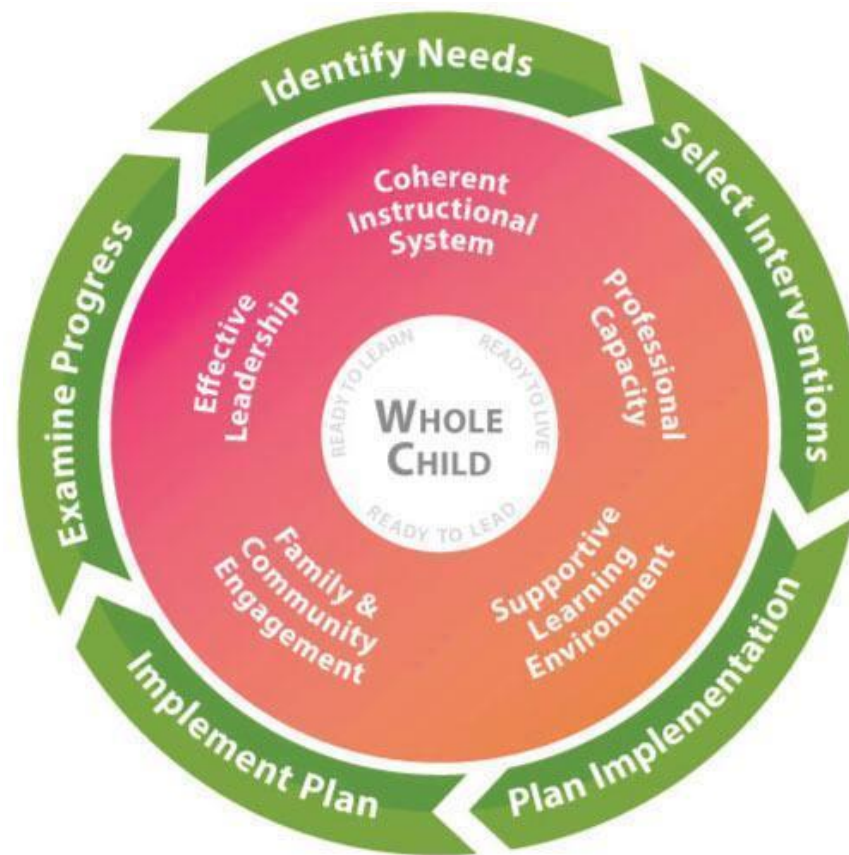 Identify Needs
Select Interventions
Plan Implementation
Implement Plan
Examine Progress
Coherent
Instructional
System
Professional
Capacity
Supportive
Learning
Environment
Family &
Community
Engagement
Effective
Leadership
READY TO LEARN
READY TO LIVE
READY TO LEAD
WHOLE
CHILD